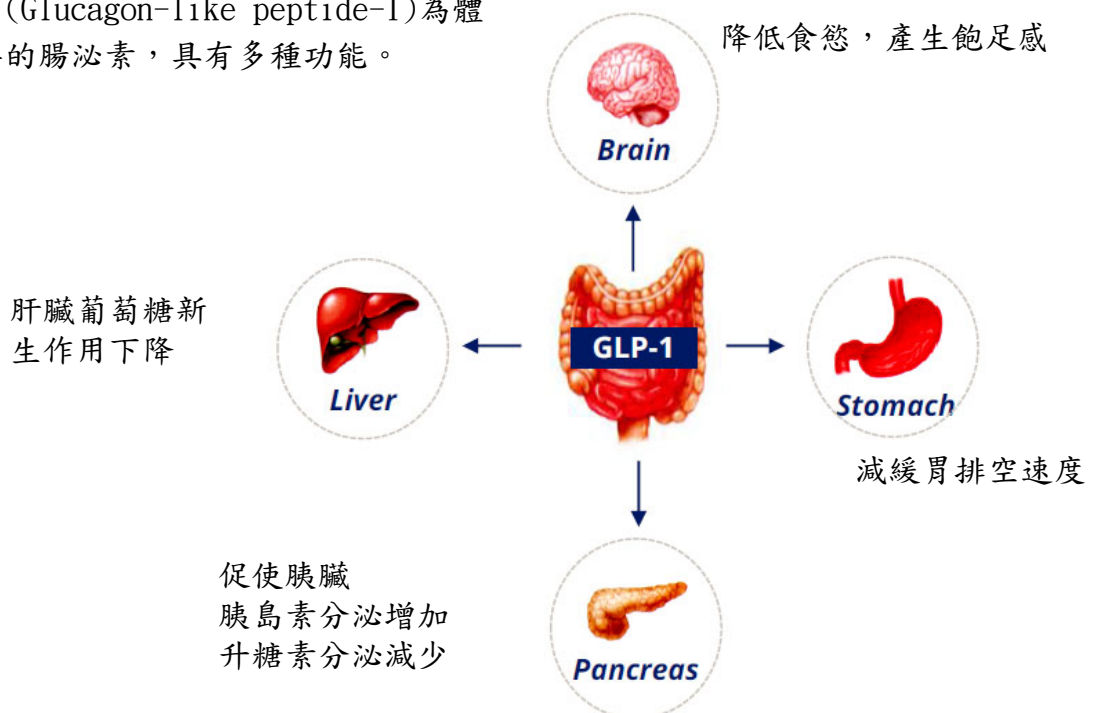 (Glucagon-like peptide-1)為體
的腸泌素，具有多種功能。
降低食慾，產生飽足感
Brain
肝臟葡萄糖新
生作用下降
Liver
GLP-1
Stomach
減緩胃排空速度
促使胰臟
胰島素分泌增加
升糖素分泌減少
Pancreas